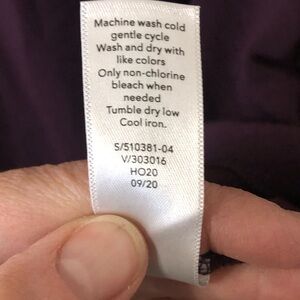 Machine wash cold
gentle cycle
Wash and dry with
like colors
Only non-chlorine
bleach when
needed
Tumble dry low
Cool iron.
S/510381-04
V/303016
HO20
09/20